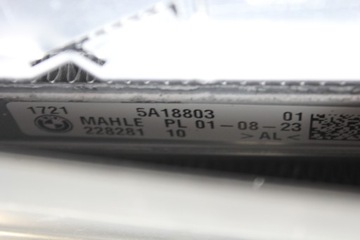 1721 5A18803 01
MAHLE PL 01-08-23
228281 10 >AL<